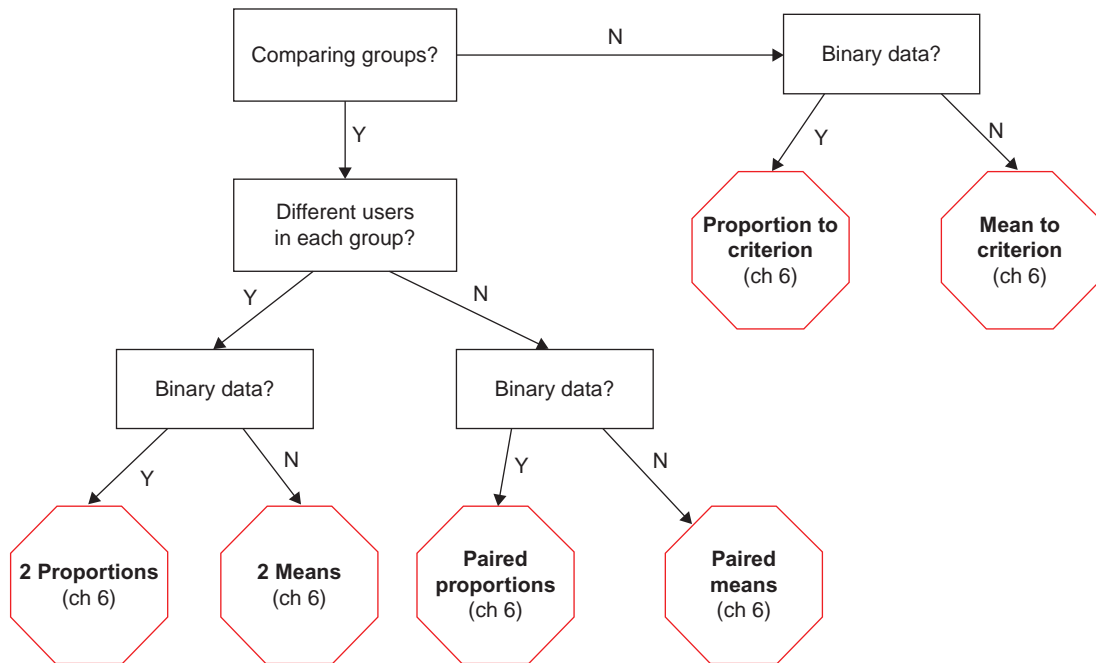 Comparing groups?
N
Binary data?
Y
Y
N
Different users
in each group?
Proportion to
criterion
(ch 6)
Mean to
criterion
(ch 6)
Y
N
Binary data?
Binary data?
Y
N
Y
N
2 Proportions
(ch 6)
2 Means
(ch 6)
Paired
proportions
(ch 6)
Paired
means
(ch 6)